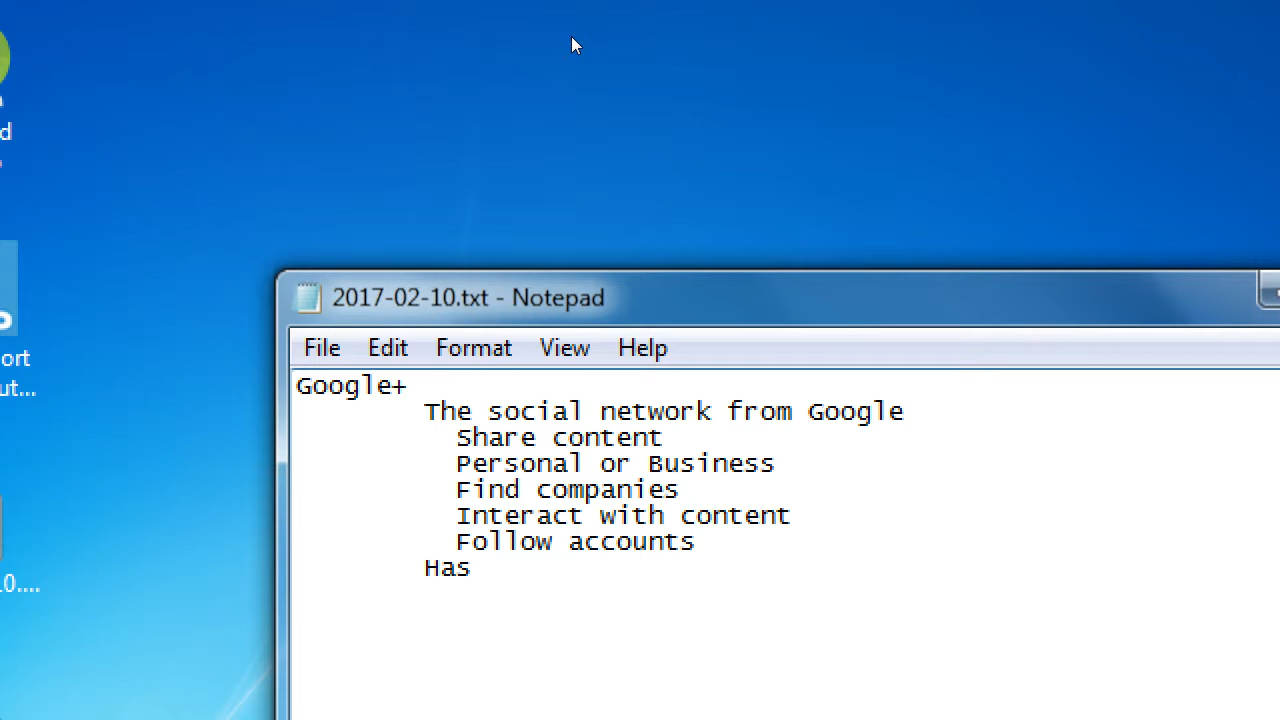 2017-02-10.txt - Notepad
File Edit Format View Help
Google+
The social network from Google
Share content
Personal or Business
Find companies
Interact with content
Follow accounts
Has